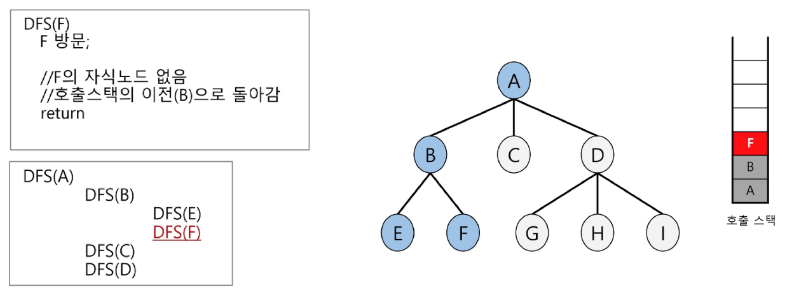 DFS(F)
F 방문;
//F의 자식노드 없음
//호출스택의 이전(B)으로 돌아감
return
DFS(A)
DFS(B)
DFS(E)
DFS(F)
DFS(C)
DFS(D)
A
B
C
D
E
F
G
H
I
F
B
A
호출 스택